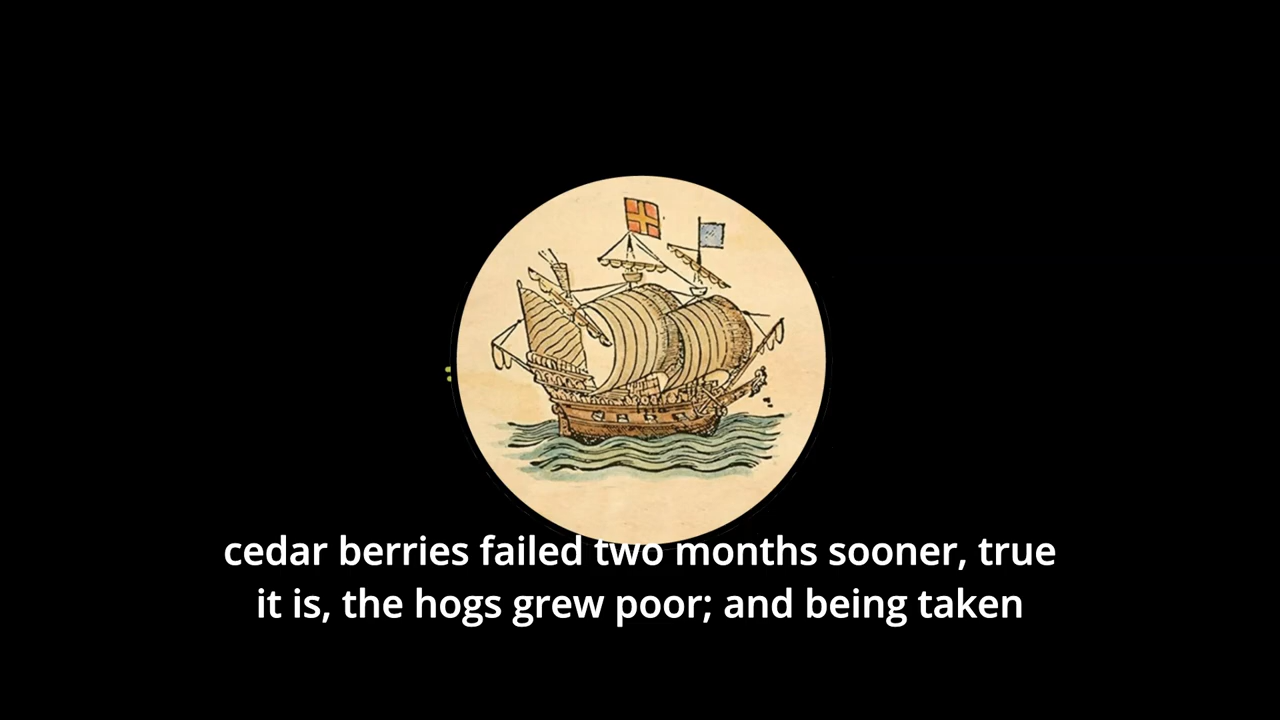 cedar berries failed two months sooner, true
it is, the hogs grew poor; and being taken